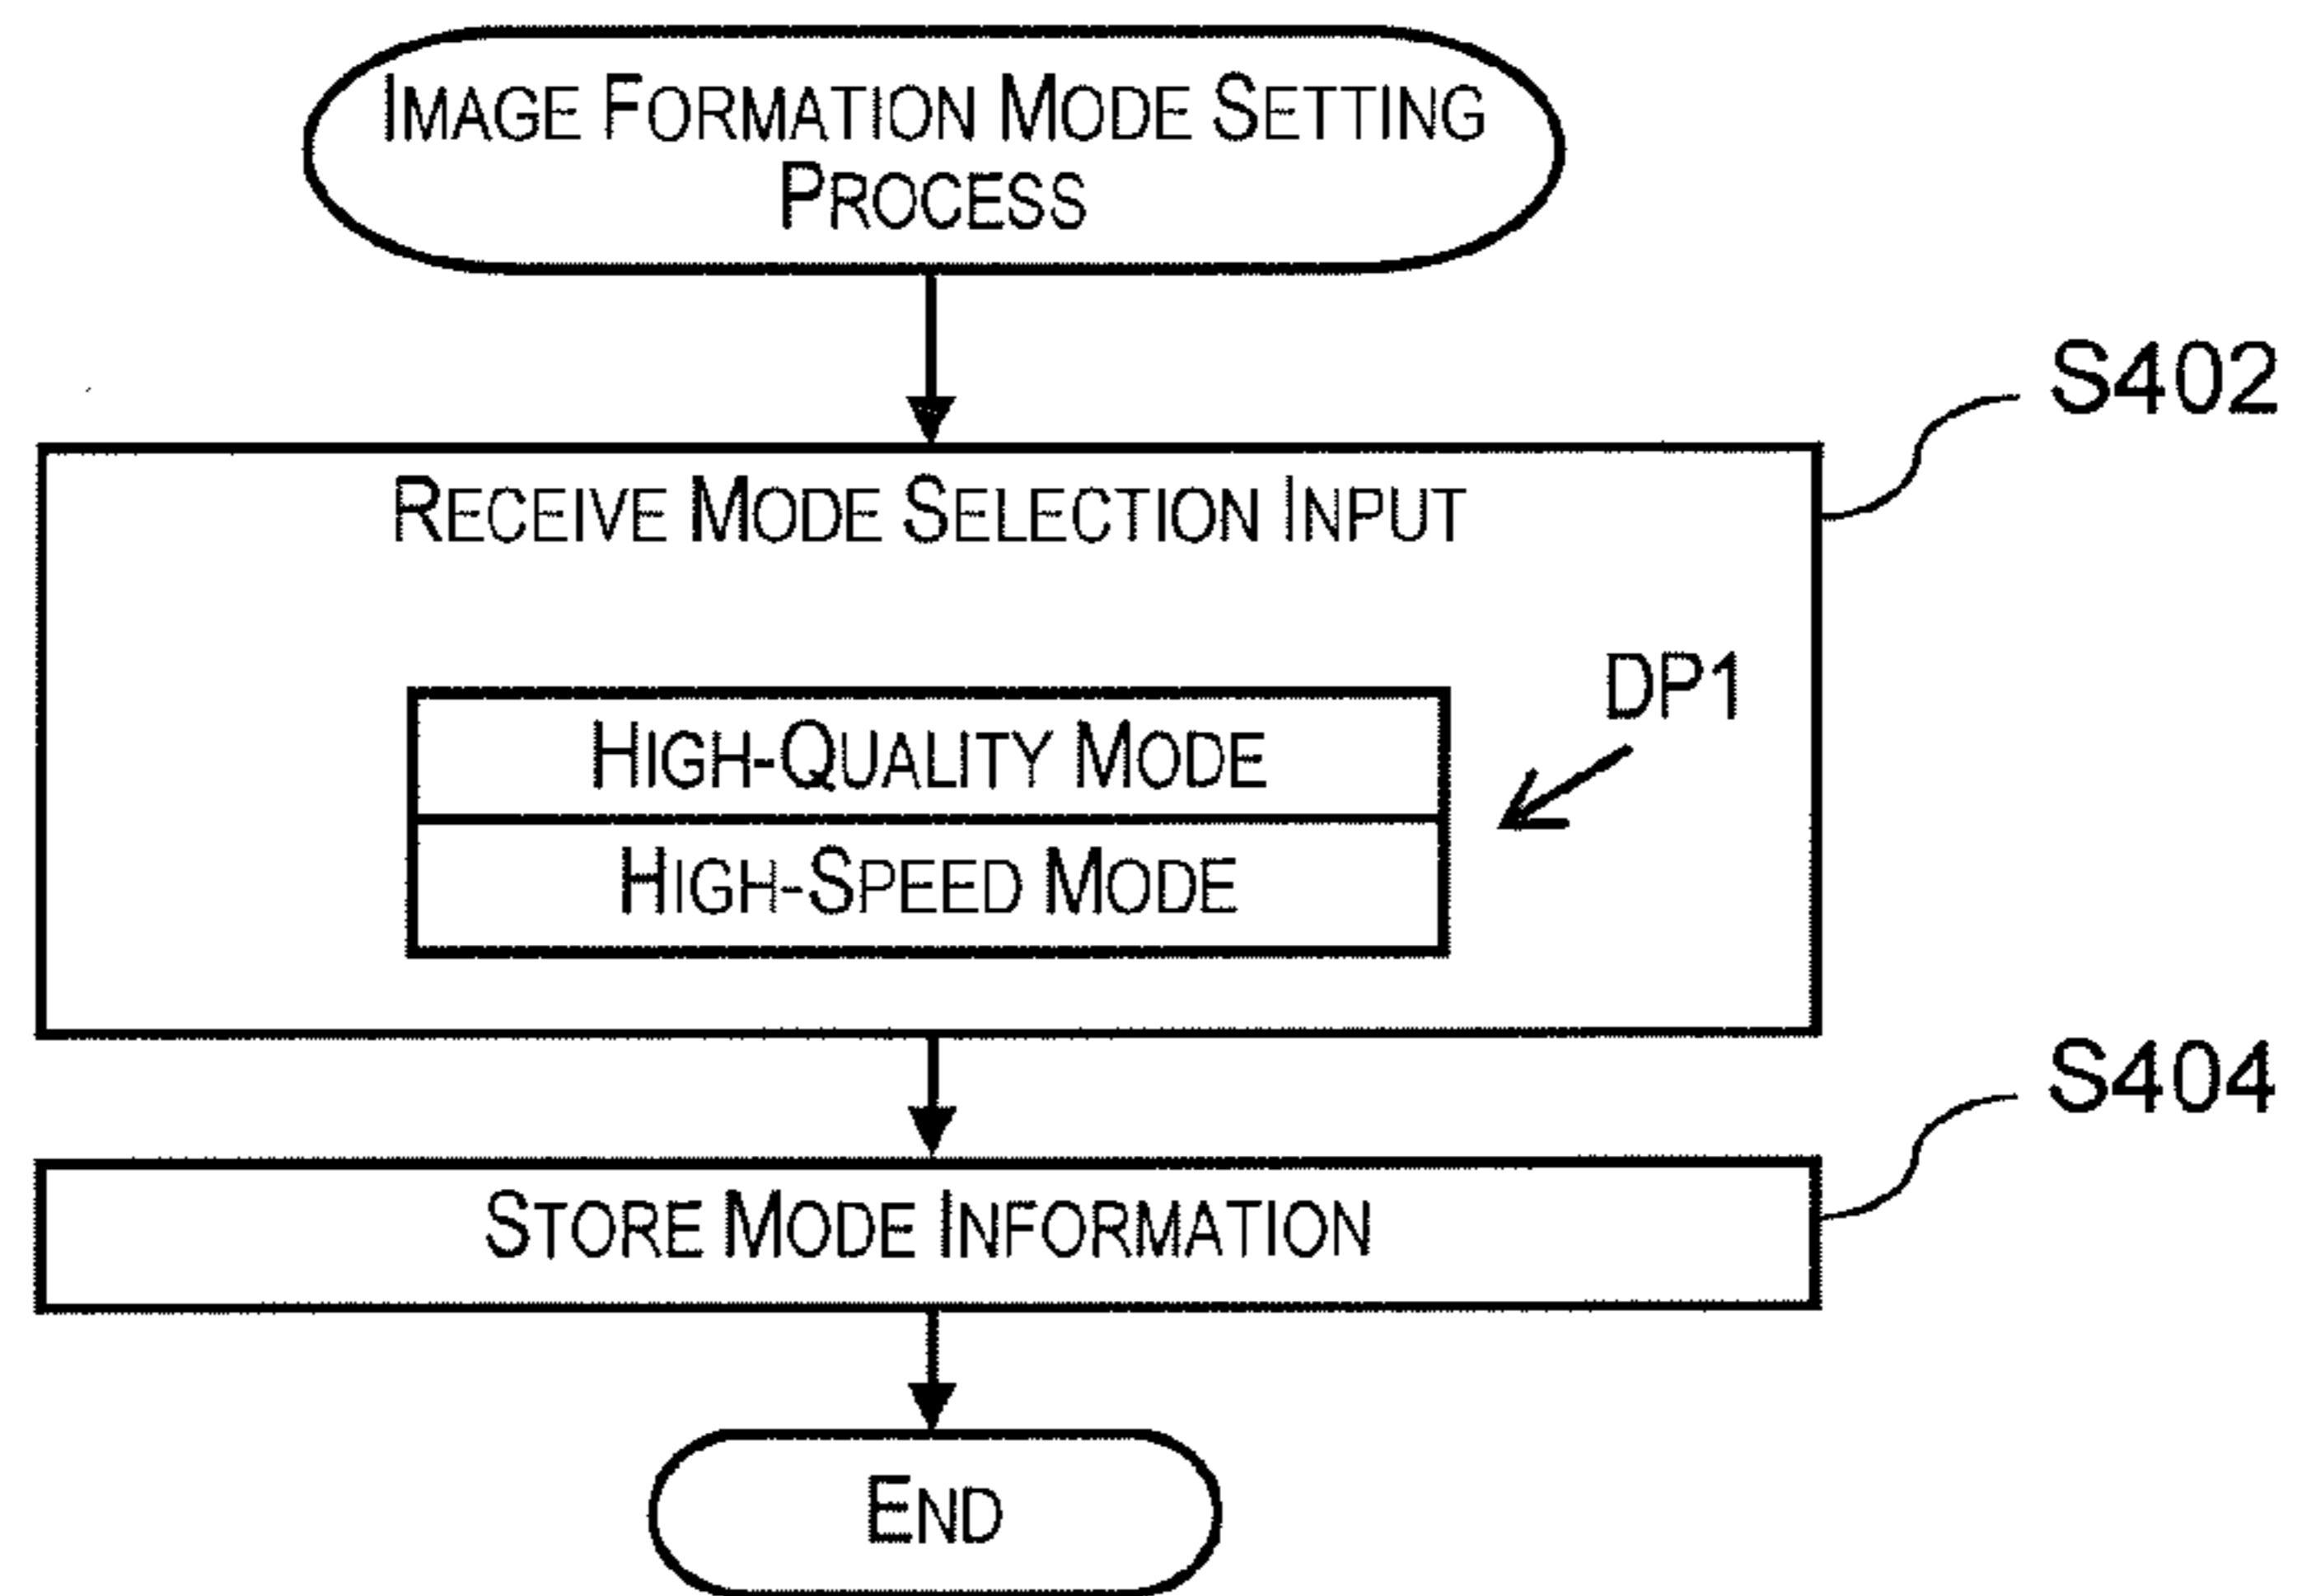 IMAGE FORMATION MODE SETTING
PROCESS
S402
RECEIVE MODE SELECTION INPUT
DP1
HIGH-QUALITY MODE
HIGH-SPEED MODE
S404
STORE MODE INFORMATION
END